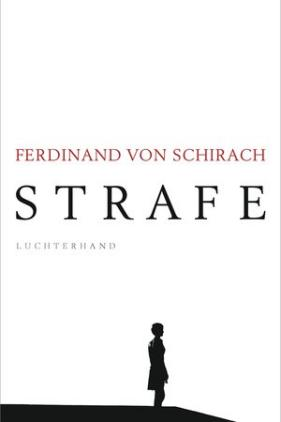 FERDINAND VON SCHIRACH
STRAFE
LUCHTERHAND